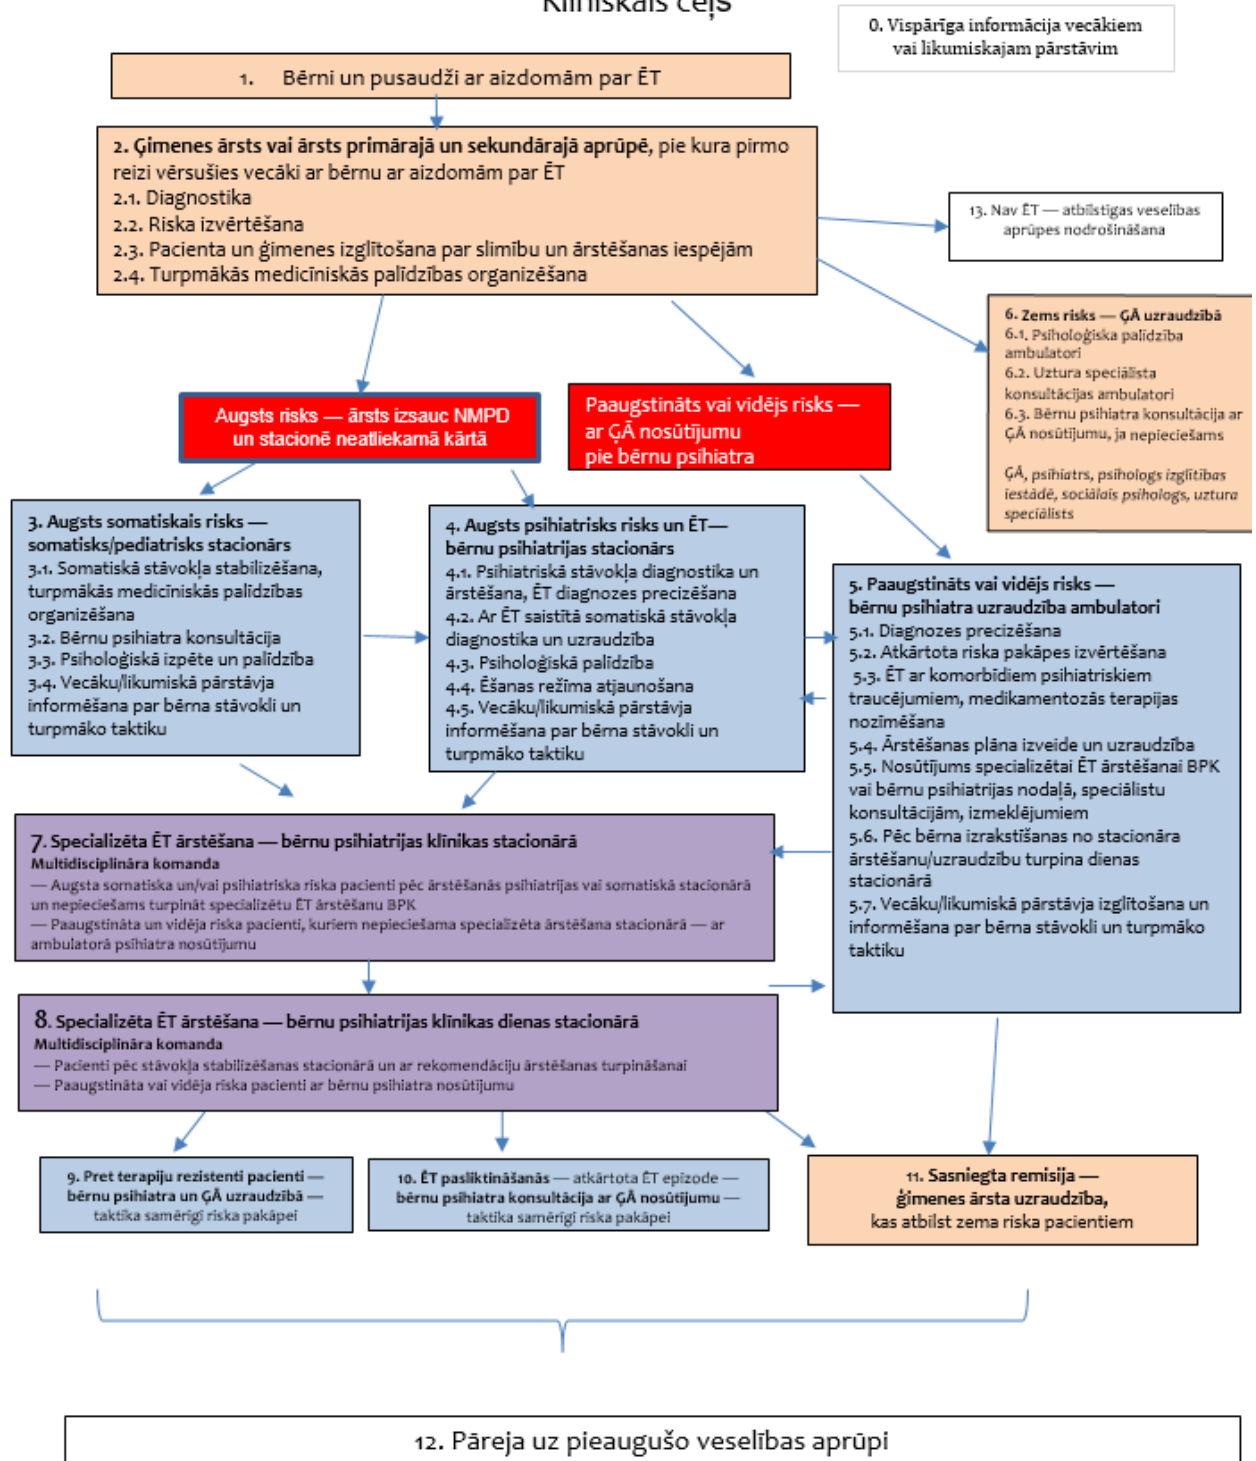 Klīniskais ceļš
0. Vispārīga informācija vecākiem
vai likumiskajam pārstāvim
1. Bērni un pusaudži ar aizdomām par ĒT
2. Ģimenes ārsts vai ārsts primārajā un sekundārajā aprūpē, pie kura pirmo
reizi vērsušies vecāki ar bērnu ar aizdomām par ĒT
2.1. Diagnostika
2.2. Riska izvērtēšana
2.3. Pacienta un ģimenes izglītošana par slimību un ārstēšanas iespējām
2.4. Turpmākās medicīniskās palīdzības organizēšana
13. Nav ĒT — atbilstīgas veselības
aprūpes nodrošināšana
6. Zems risks — ĢĀ uzraudzībā
6.1. Psiholoģiska palīdzība
ambulatori
6.2. Uztura speciālista
konsultācijas ambulatori
6.3. Bērnu psihiatra konsultācija ar
ĢĀ nosūtījumu, ja nepieciešams
ĢĀ, psihiatrs, psihologs izglītības
iestādē, sociālais psihologs, uztura
speciālists
Augsts risks — ārsts izsauc NMPD
un stacionē neatliekamā kārtā
Paaugstināts vai vidējs risks —
ar ĢĀ nosūtījumu
pie bērnu psihiatra
3. Augsts somatiskais risks —
somatisks/pediatrisks stacionārs
3.1. Somatiskā stāvokļa stabilizēšana,
turpmākās medicīniskās palīdzības
organizēšana
3.2. Bērnu psihiatra konsultācija
3.3. Psiholoģiskā izpēte un palīdzība
3.4. Vecāku/likumiskā pārstāvja
informēšana par bērna stāvokli un
turpmāko taktiku
4. Augsts psihiatrisks risks un ĒT—
bērnu psihiatrijas stacionārs
4.1. Psihiatriskā stāvokļa diagnostika un
ārstēšana, ĒT diagnozes precizēšana
4.2. Ar ĒT saistītā somatiskā stāvokļa
diagnostika un uzraudzība
4.3. Psiholoģiskā palīdzība
4.4. Ēšanas režīma atjaunošana
4.5. Vecāku/likumiskā pārstāvja
informēšana par bērna stāvokli un
turpmāko taktiku
5. Paaugstināts vai vidējs risks —
bērnu psihiatra uzraudzība ambulatori
5.1. Diagnozes precizēšana
5.2. Atkārtota riska pakāpes izvērtēšana
5.3. ĒT ar komorbīdiem psihiatriskiem
traucējumiem, medikamentozās terapijas
nozīmēšana
5.4. Ārstēšanas plāna izveide un uzraudzība
5.5. Nosūtījums specializētai ĒT ārstēšanai BPK
vai bērnu psihiatrijas nodaļā, speciālistu
konsultācijām, izmeklējumiem
5.6. Pēc bērna izrakstīšanas no stacionāra
ārstēšanu/uzraudzību turpina dienas
stacionārā
5.7. Vecāku/likumiskā pārstāvja izglītošana un
informēšana par bērna stāvokli un turpmāko
taktiku
7. Specializēta ĒT ārstēšana — bērnu psihiatrijas klīnikas stacionārā
Multidisciplināra komanda
— Augsta somatiska un/vai psihiatriska riska pacienti pēc ārstēšanās psihiatrijas vai somatiskā stacionārā
un nepieciešams turpināt specializētu ĒT ārstēšanu BPK
— Paaugstināta un vidēja riska pacienti, kuriem nepieciešama specializēta ārstēšana stacionārā — ar
ambulatorā psihiatra nosūtījumu
8. Specializēta ĒT ārstēšana — bērnu psihiatrijas klīnikas dienas stacionārā
Multidisciplināra komanda
— Pacienti pēc stāvokļa stabilizēšanas stacionārā un ar rekomendāciju ārstēšanas turpināšanai
— Paaugstināta vai vidēja riska pacienti ar bērnu psihiatra nosūtījumu
9. Pret terapiju rezistenti pacienti —
bērnu psihiatra un ĢĀ uzraudzībā —
taktika samērīgi riska pakāpei
10. ĒT pasliktināšanās — atkārtota ĒT epizode —
bērnu psihiatra konsultācija ar ĢĀ nosūtījumu —
taktika samērīgi riska pakāpei
11. Sasniegta remisija —
ģimenes ārsta uzraudzība,
kas atbilst zema riska pacientiem
12. Pāreja uz pieaugušo veselības aprūpi